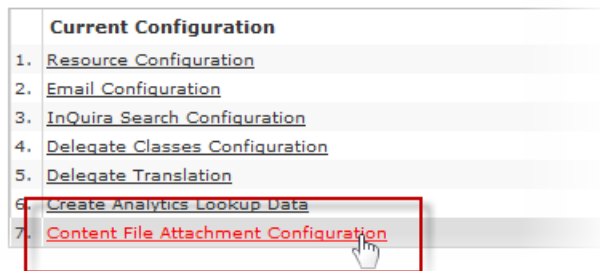 Current Configuration
1. Resource Configuration
2. Email Configuration
3. InQuira Search Configuration
4. Delegate Classes Configuration
5. Delegate Translation
6. Create Analytics Lookup Data
7. Content File Attachment Configuration